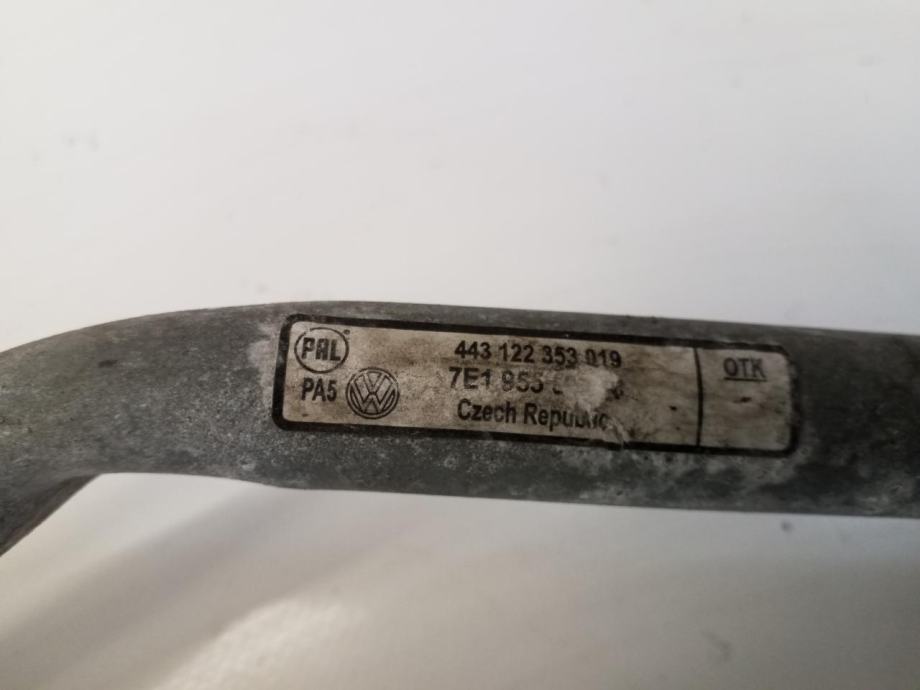 PAL
443 122 353 019
7E1 955
PA5
Czech Republic
OTK